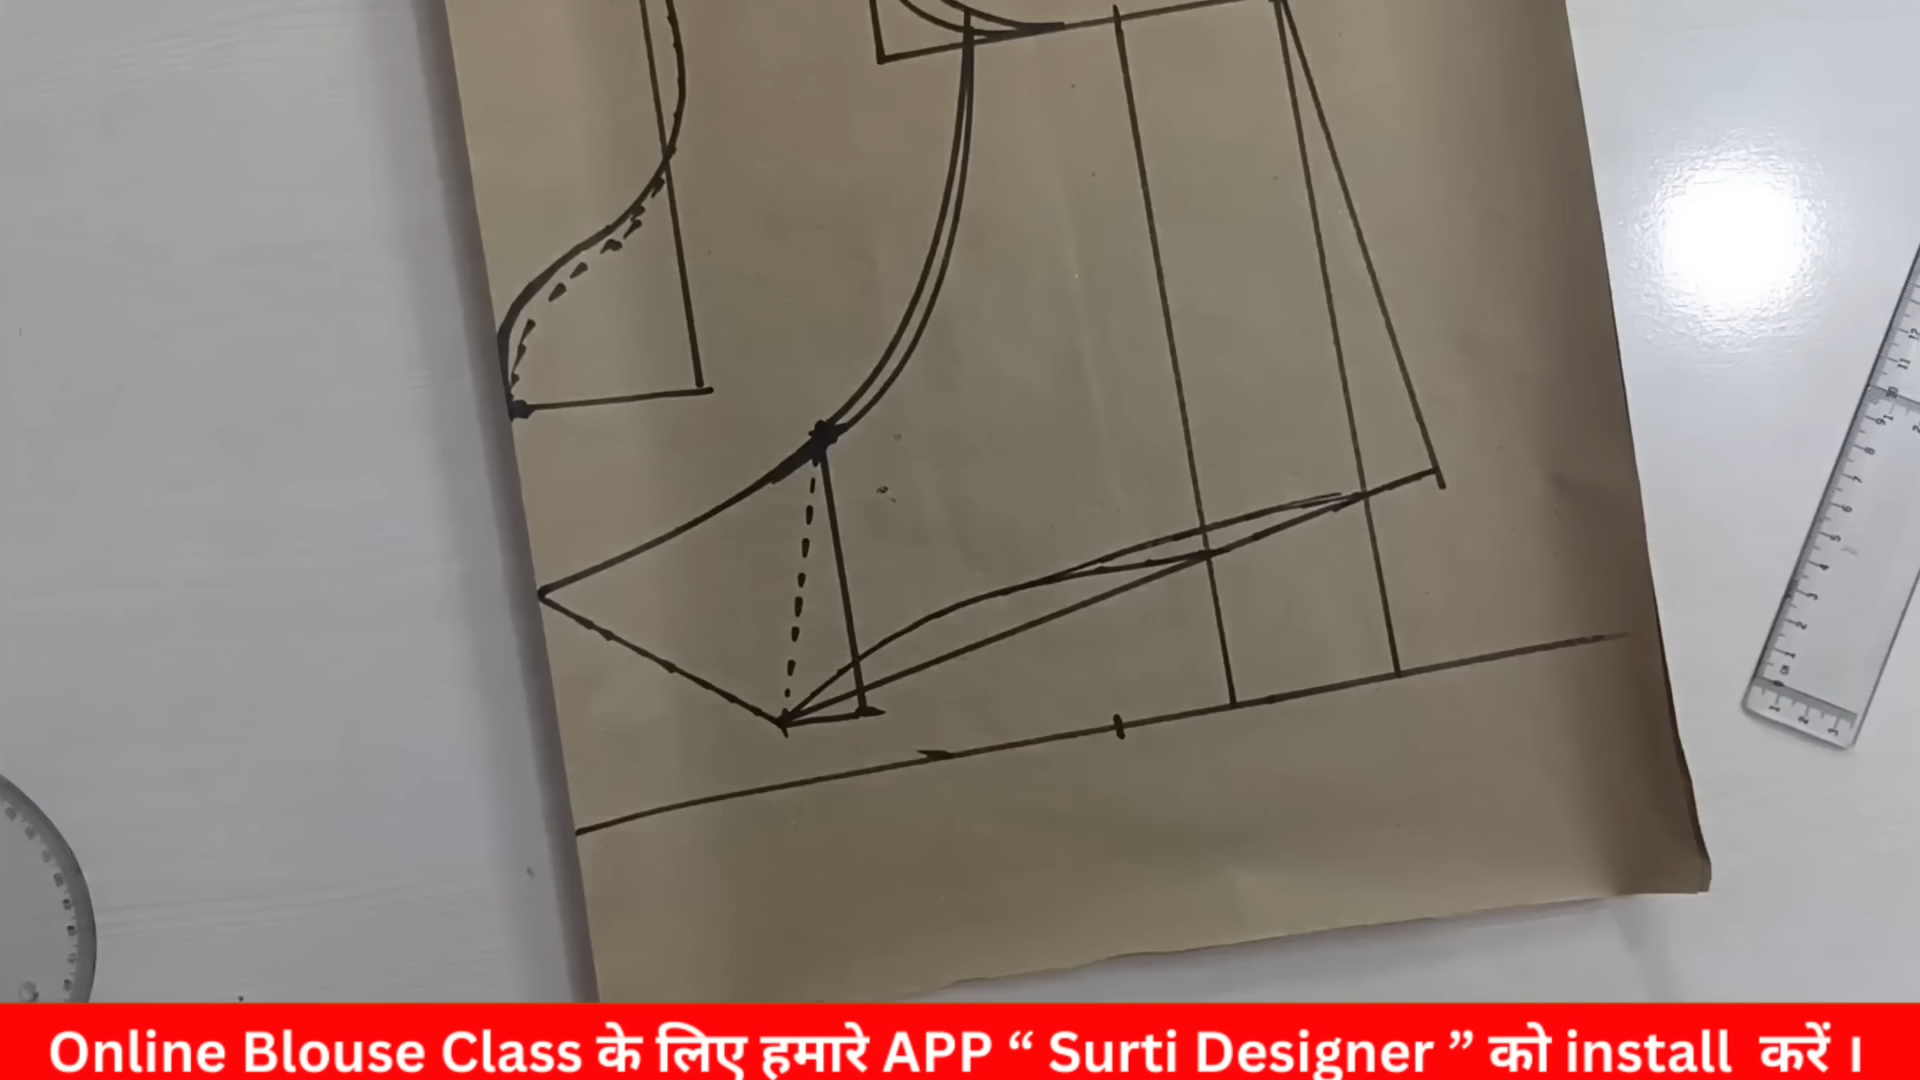 Online Blouse Class के लिए हमारे APP “ Surti Designer ” को install करें ।